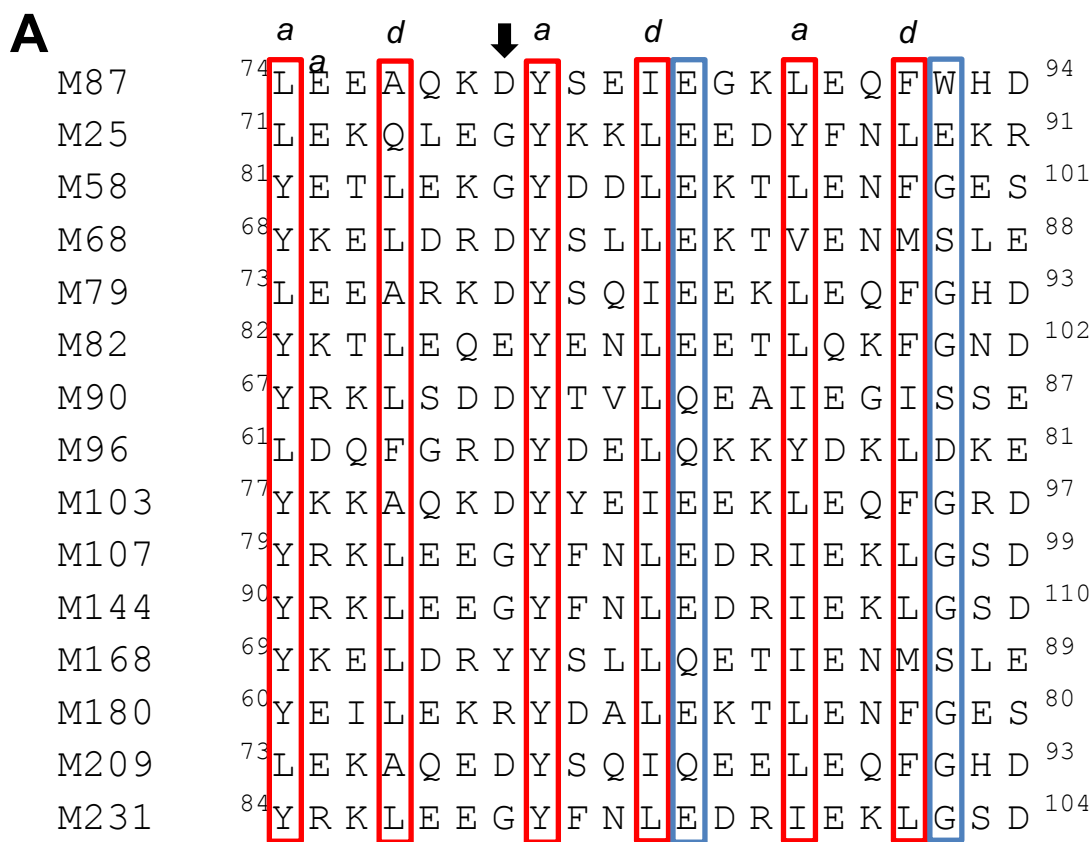 A
a d a d a d
a
M87 74 L E E A Q K D Y S E I E G K L E Q F W H D 94
M25 71 L E K Q L E G Y K K L E E D Y F N L E K R 91
M58 81 Y E T L E K G Y D D L E K T L E N F G E S 101
M68 68 Y K E L D R D Y S L L E K T V E N M S L E 88
M79 73 L E E A R K D Y S Q I E E K L E Q F G H D 93
M82 82 Y K T L E Q E Y E N L E E T L Q K F G N D 102
M90 67 Y R K L S D D Y T V L Q E A I E G I S S E 87
M96 61 L D Q F G R D Y D E L Q K K Y D K L D K E 81
M103 77 Y K K A Q K D Y Y E I E E K L E Q F G R D 97
M107 79 Y R K L E E G Y F N L E D R I E K L G S D 99
M144 90 Y R K L E E G Y F N L E D R I E K L G S D 110
M168 69 Y K E L D R Y Y S L L Q E T I E N M S L E 89
M180 60 Y E I L E K R Y D A L E K T L E N F G E S 80
M209 73 L E K A Q E D Y S Q I Q E E L E Q F G H D 93
M231 84 Y R K L E E G Y F N L E D R I E K L G S D 104